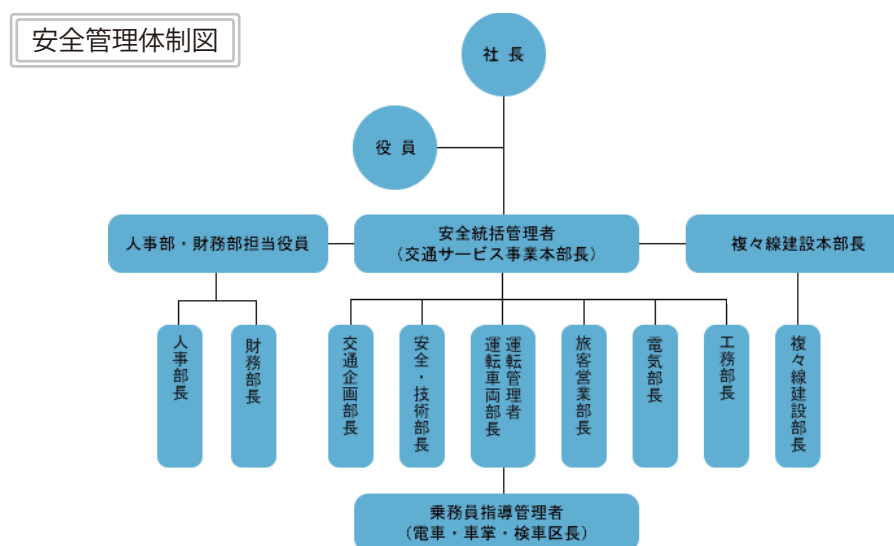 安全管理体制図
社長
役員
人事部・財務部担当役員
安全統括管理者
（交通サービス事業本部長）
複々線建設本部長
人事部長
財務部長
交通企画部長
安全・技術部長
運転管理者
運転車両部長
旅客営業部長
電気部長
工務部長
複々線建設部長
乗務員指導管理者
（電車・車掌・検車区長）